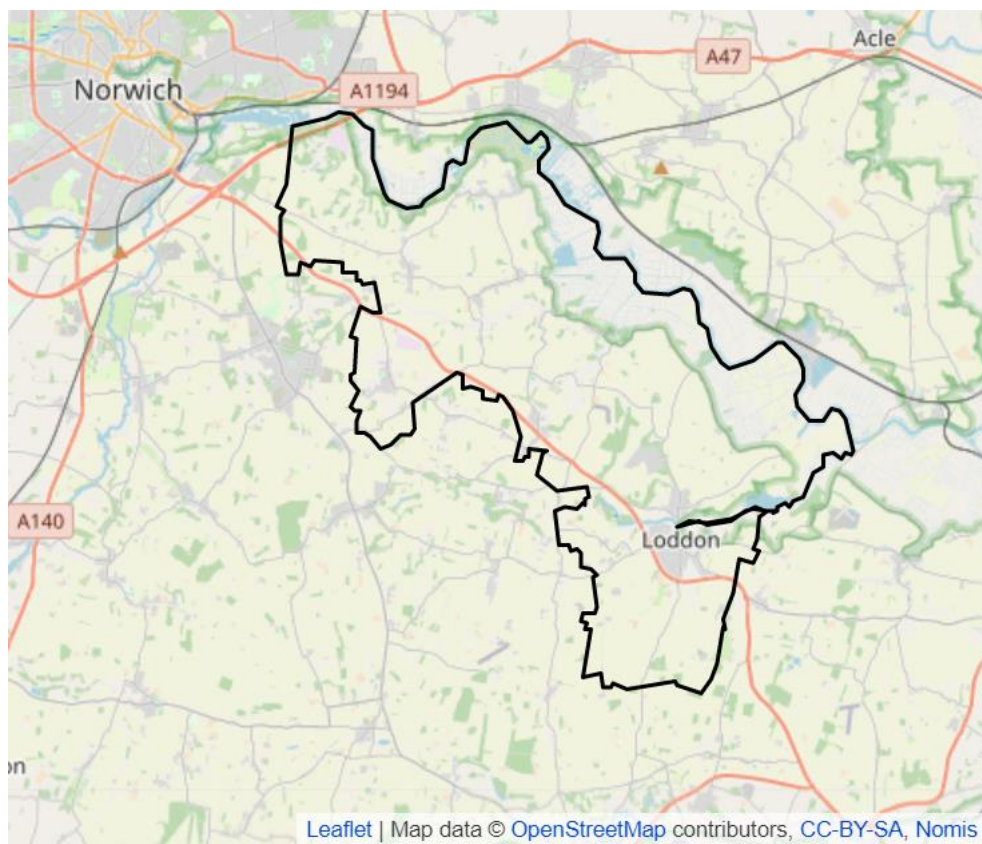 Acle
A47
Norwich
A1194
A140
Loddon
on
Leaflet | Map data © OpenStreetMap contributors, CC-BY-SA, Nomis